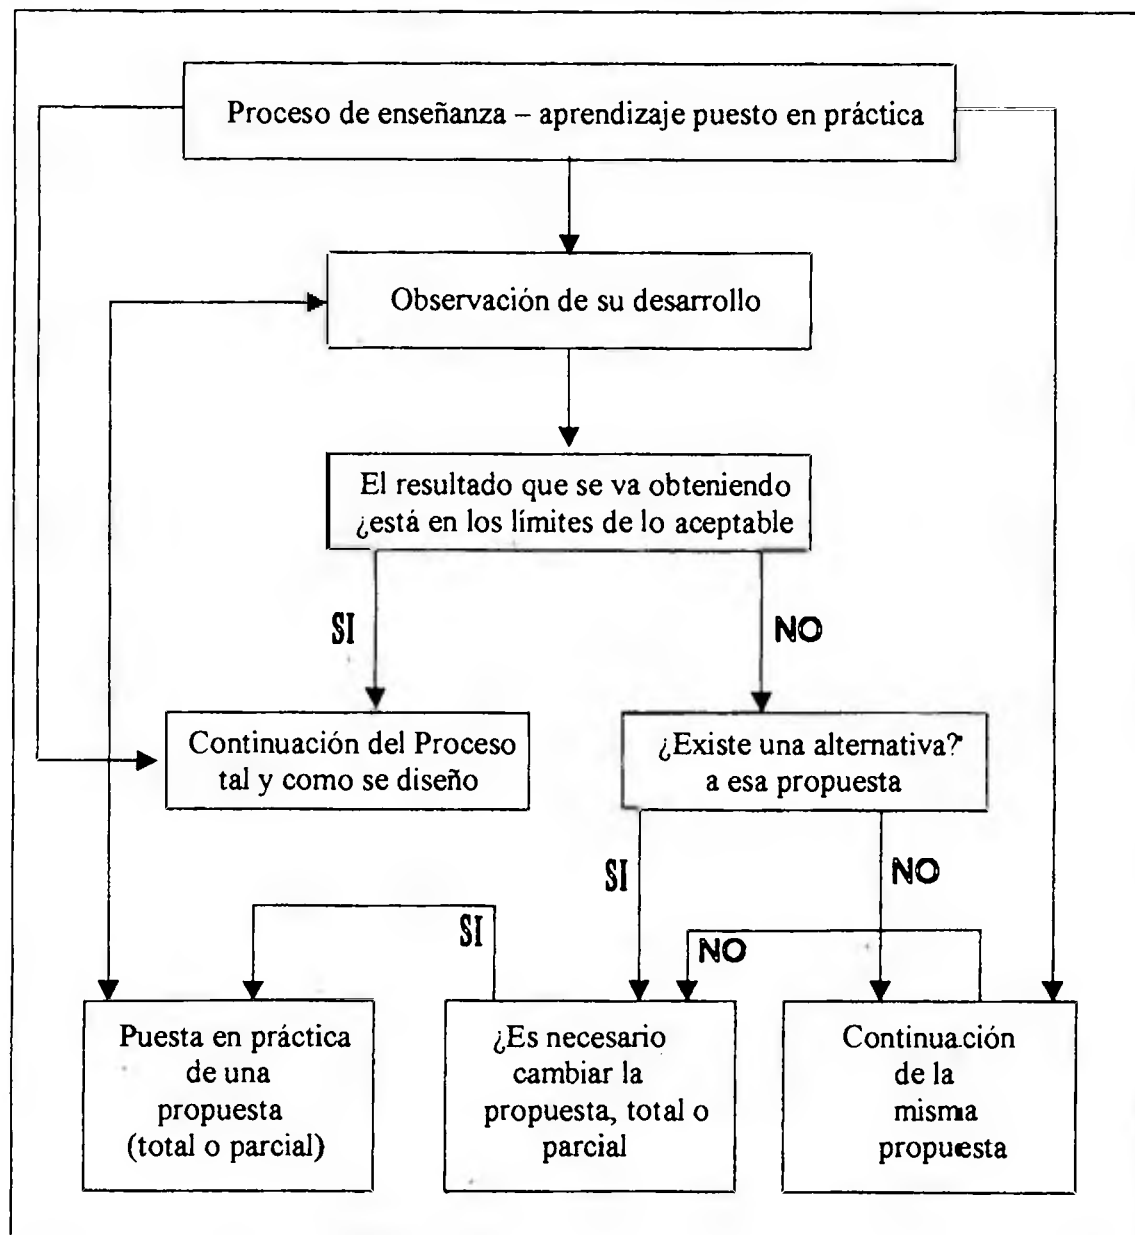 Proceso de enseñanza – aprendizaje puesto en práctica
Observación de su desarrollo
El resultado que se va obteniendo
¿está en los límites de lo aceptable
SI
NO
Continuación del Proceso
tal y como se diseño
¿Existe una alternativa?
a esa propuesta
SI
NO
SI
NO
Puesta en práctica
de una
propuesta
(total o parcial)
¿Es necesario
cambiar la
propuesta, total o
parcial
Continuación
de la
misma
propuesta